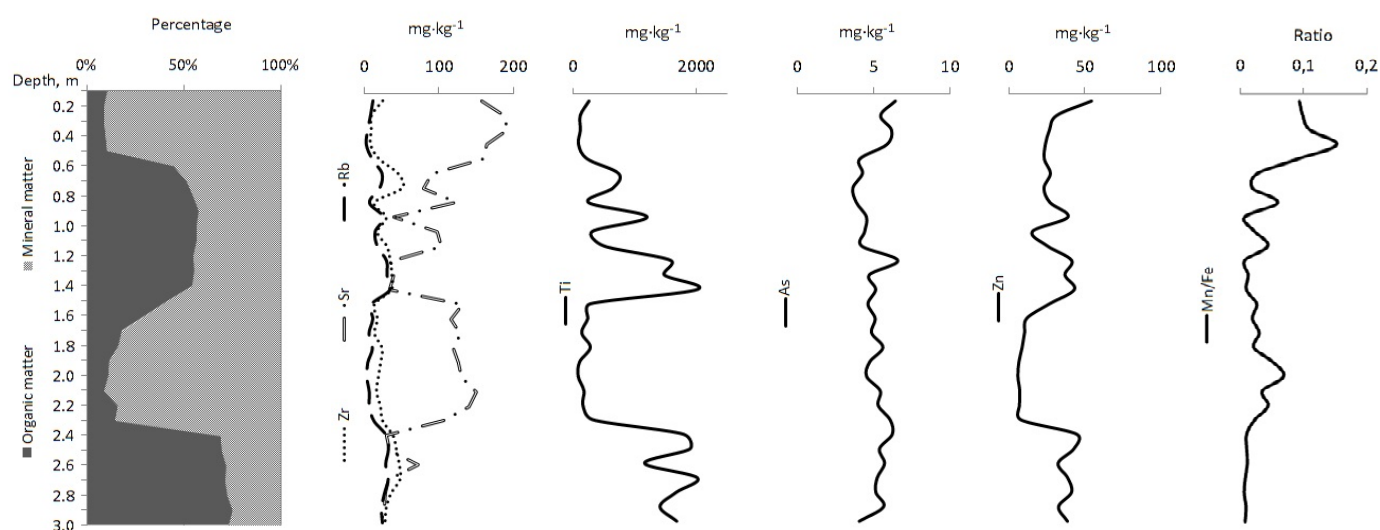 Percentage
mg·kg⁻¹
mg·kg⁻¹
mg·kg⁻¹
mg·kg⁻¹
Ratio
Depth, m
0%
50%
100%
0
100
200
0
2000
0
5
10
0
50
100
0
0,1
0,2
0.2
0.4
0.6
0.8
1.0
1.2
1.4
1.6
1.8
2.0
2.2
2.4
2.6
2.8
3.0
Mineral matter
Organic matter
Rb
Sr
Zr
Ti
As
Zn
Mn/Fe